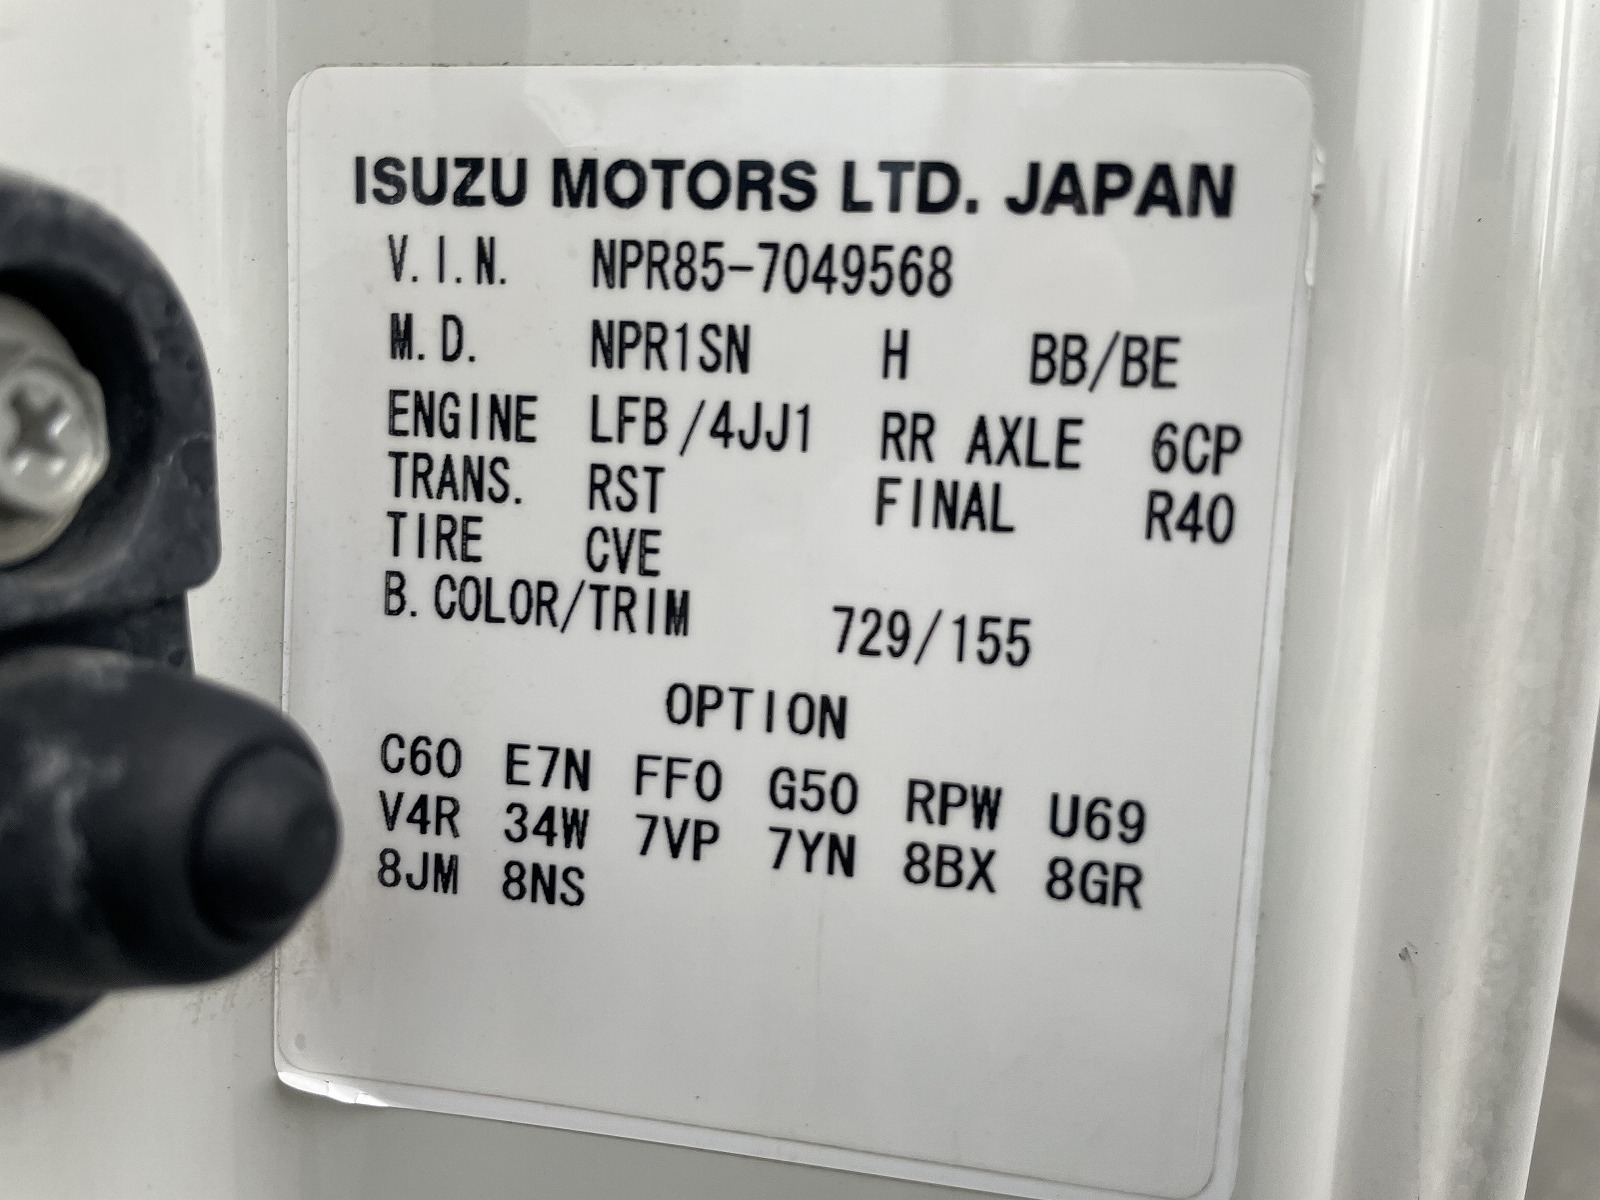 ISUZU MOTORS LTD. JAPAN
V.I.N. NPR85-7049568
M.D. NPR1SN H BB/BE
ENGINE LFB/4JJ1 RR AXLE 6CP
TRANS. RST FINAL R40
TIRE CVE
B.COLOR/TRIM 729/155
OPTION
C60 E7N FF0 G50 RPW U69
V4R 34W 7VP 7YN 8BX 8GR
8JM 8NS